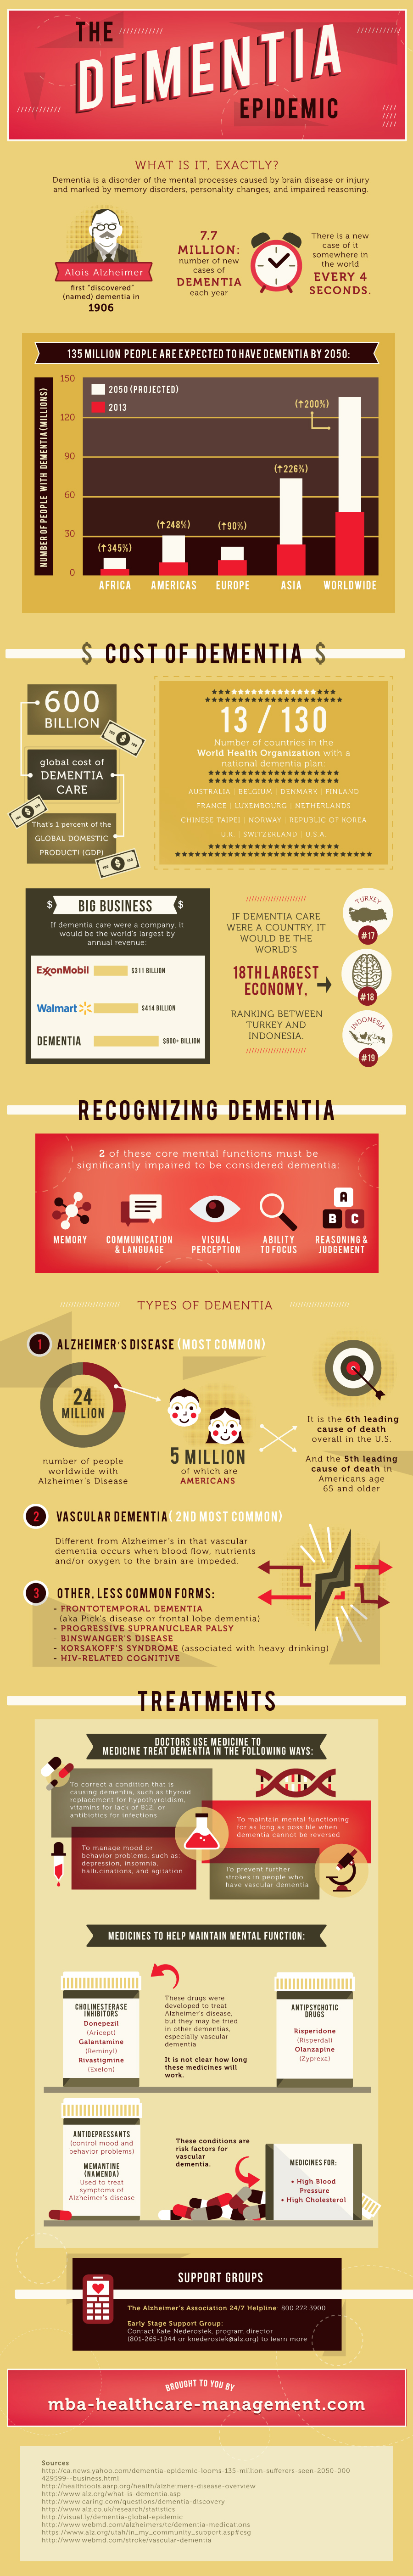 THE
DEMENTIA
EPIDEMIC
WHAT IS IT, EXACTLY?
Dementia is a disorder of the mental processes caused by brain disease or injury
and marked by memory disorders, personality changes, and impaired reasoning.
Alois Alzheimer
first "discovered"
(named) dementia in
1906
7.7
MILLION:
number of new
cases of
DEMENTIA
each year
There is a new
case of it
somewhere in
the world
EVERY 4
SECONDS.
135 MILLION PEOPLE ARE EXPECTED TO HAVE DEMENTIA BY 2050:
NUMBER OF PEOPLE WITH DEMENTIA (MILLIONS)
150
120
90
60
30
0
2050 (PROJECTED)
2013
(↑345%)
(↑248%)
(↑90%)
(↑226%)
(↑200%)
AFRICA
AMERICAS
EUROPE
ASIA
WORLDWIDE
$ COST OF DEMENTIA $
600
BILLION
global cost of
DEMENTIA
CARE
That's 1 percent of the
GLOBAL DOMESTIC
PRODUCT! (GDP)
13 / 130
Number of countries in the
World Health Organization with a
national dementia plan:
AUSTRALIA | BELGIUM | DENMARK | FINLAND
FRANCE | LUXEMBOURG | NETHERLANDS
CHINESE TAIPEI | NORWAY | REPUBLIC OF KOREA
U.K. | SWITZERLAND | U.S.A.
$ BIG BUSINESS $
If dementia care were a company, it
would be the world's largest by
annual revenue:
ExxonMobil
$311 BILLION
Walmart
$414 BILLION
DEMENTIA
$600+ BILLION
IF DEMENTIA CARE
WERE A COUNTRY, IT
WOULD BE THE
WORLD'S
18TH LARGEST
ECONOMY,
RANKING BETWEEN
TURKEY AND
INDONESIA.
TURKEY
#17
#18
INDONESIA
#19
RECOGNIZING DEMENTIA
2 of these core mental functions must be
significantly impaired to be considered dementia:
MEMORY
COMMUNICATION
& LANGUAGE
VISUAL
PERCEPTION
ABILITY
TO FOCUS
A
B C
REASONING &
JUDGEMENT
TYPES OF DEMENTIA
1 ALZHEIMER'S DISEASE (MOST COMMON)
24
MILLION
number of people
worldwide with
Alzheimer's Disease
5 MILLION
of which are
AMERICANS
It is the 6th leading
cause of death
overall in the U.S.
And the 5th leading
cause of death in
Americans age
65 and older
2 VASCULAR DEMENTIA( 2ND MOST COMMON)
Different from Alzheimer's in that vascular
dementia occurs when blood flow, nutrients
and/or oxygen to the brain are impeded.
3 OTHER, LESS COMMON FORMS:
- FRONTOTEMPORAL DEMENTIA
(aka Pick's disease or frontal lobe dementia)
- PROGRESSIVE SUPRANUCLEAR PALSY
- BINSWANGER'S DISEASE
- KORSAKOFF'S SYNDROME (associated with heavy drinking)
- HIV-RELATED COGNITIVE
TREATMENTS
DOCTORS USE MEDICINE TO
MEDICINE TREAT DEMENTIA IN THE FOLLOWING WAYS:
To correct a condition that is
causing dementia, such as thyroid
replacement for hypothyroidism,
vitamins for lack of B12, or
antibiotics for infections
To maintain mental functioning
for as long as possible when
dementia cannot be reversed
To manage mood or
behavior problems, such as:
depression, insomnia,
hallucinations, and agitation
To prevent further
strokes in people who
have vascular dementia
MEDICINES TO HELP MAINTAIN MENTAL FUNCTION:
CHOLINESTERASE
INHIBITORS
Donepezil
(Aricept)
Galantamine
(Reminyl)
Rivastigmine
(Exelon)
These drugs were
developed to treat
Alzheimer's disease,
but they may be tried
in other dementias,
especially vascular
dementia
It is not clear how long
these medicines will
work.
ANTIPSYCHOTIC
DRUGS
Risperidone
(Risperdal)
Olanzapine
(Zyprexa)
ANTIDEPRESSANTS
(control mood and
behavior problems)
MEMANTINE
(NAMENDA)
Used to treat
symptoms of
Alzheimer's disease
These conditions are
risk factors for
vascular
dementia.
MEDICINES FOR:
• High Blood
Pressure
• High Cholesterol
SUPPORT GROUPS
The Alzheimer's Association 24/7 Helpline: 800.272.3900
Early Stage Support Group:
Contact Kate Nederostek, program director
(801-265-1944 or knederostek@alz.org) to learn more
BROUGHT TO YOU BY
mba-healthcare-management.com
Sources
http://ca.news.yahoo.com/dementia-epidemic-looms-135-million-sufferers-seen-2050-000
429599--business.html
http://healthtools.aarp.org/health/alzheimers-disease-overview
http://www.alz.org/what-is-dementia.asp
http://www.caring.com/questions/dementia-discovery
http://www.alz.co.uk/research/statistics
http://visual.ly/dementia-global-epidemic
http://www.webmd.com/alzheimers/tc/dementia-medications
https://www.alz.org/utah/in_my_community_support.asp#csg
http://www.webmd.com/stroke/vascular-dementia